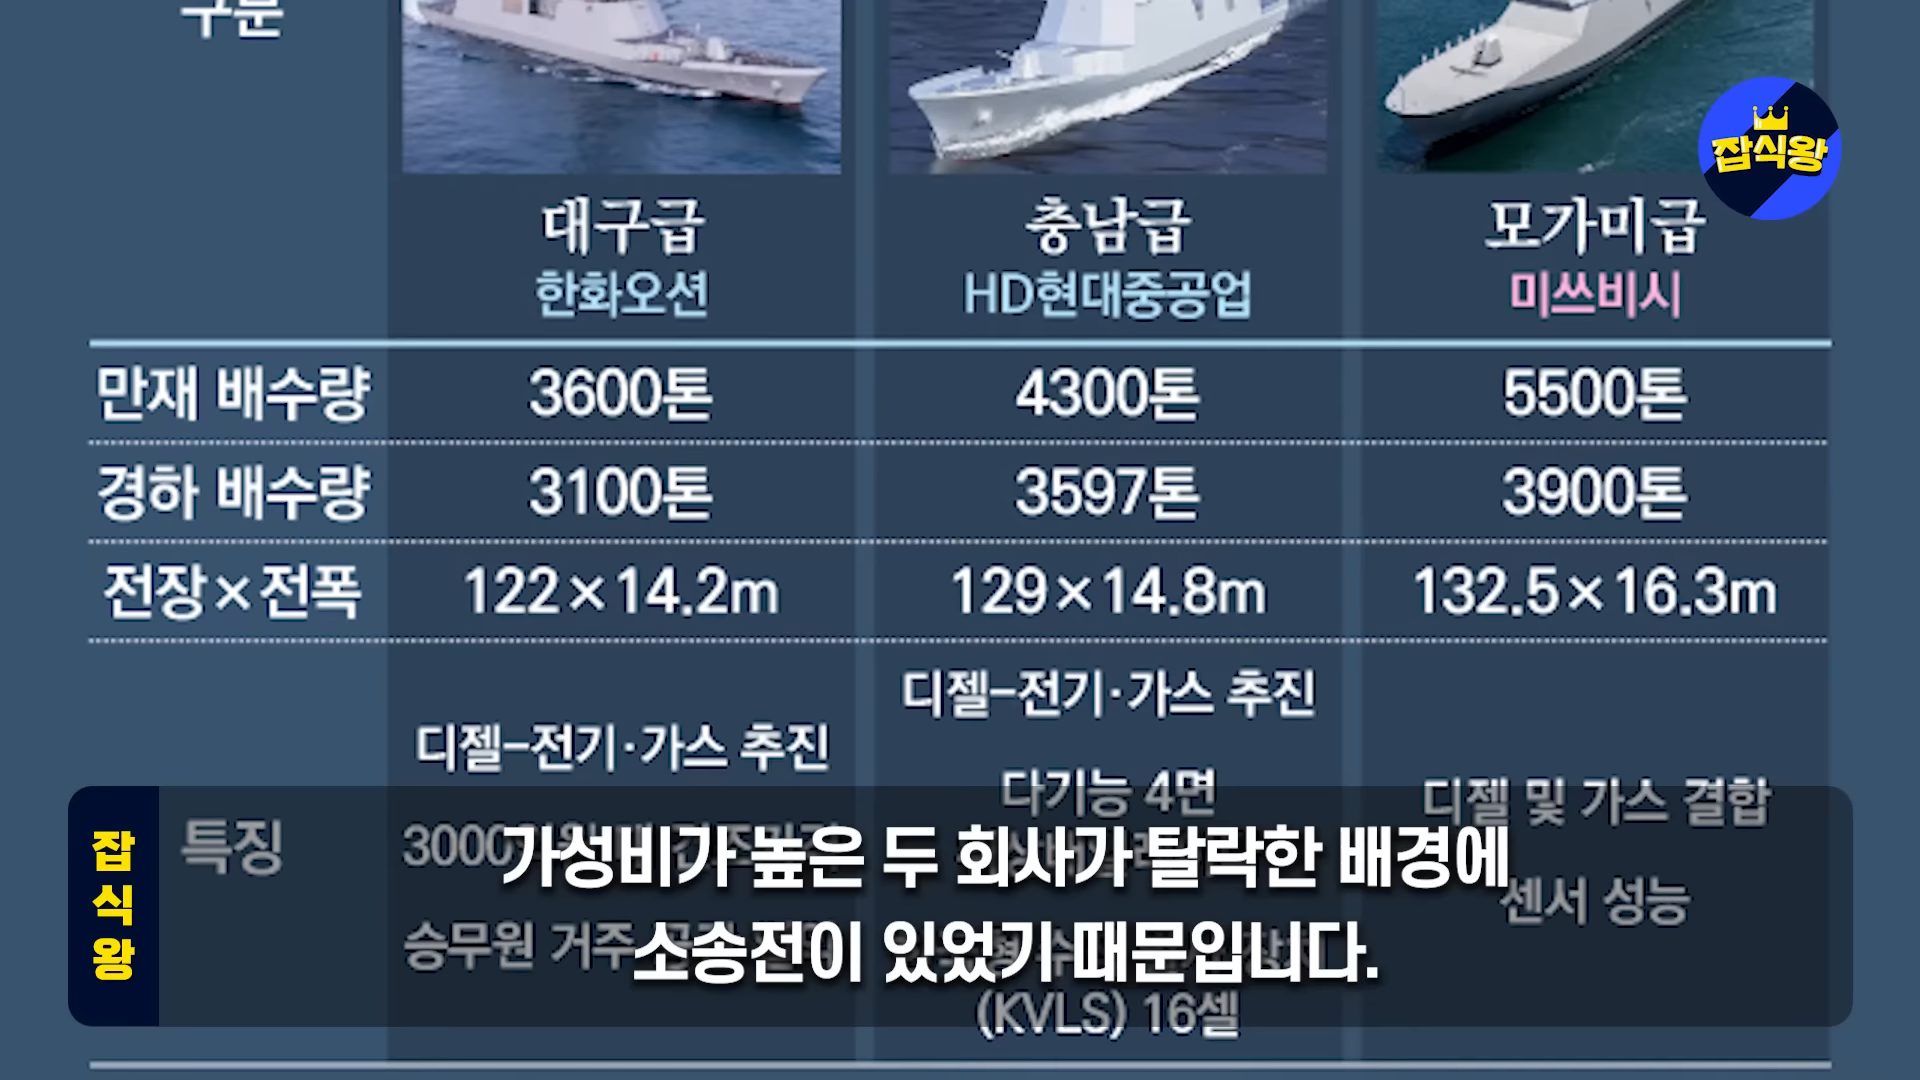 구분
잡식왕
대구급 충남급 모가미급
한화오션 HD현대중공업 미쓰비시
만재 배수량 3600톤 4300톤 5500톤
경하 배수량 3100톤 3597톤 3900톤
전장×전폭 122×14.2m 129×14.8m 132.5×16.3m
특징
디젤-전기·가스 추진
3000
승무원 거주
디젤-전기·가스 추진
다기능 4면
(KVLS) 16셀
디젤 및 가스 결합
센서 성능
잡식왕
가성비가 높은 두 회사가 탈락한 배경에
소송전이 있었기 때문입니다.